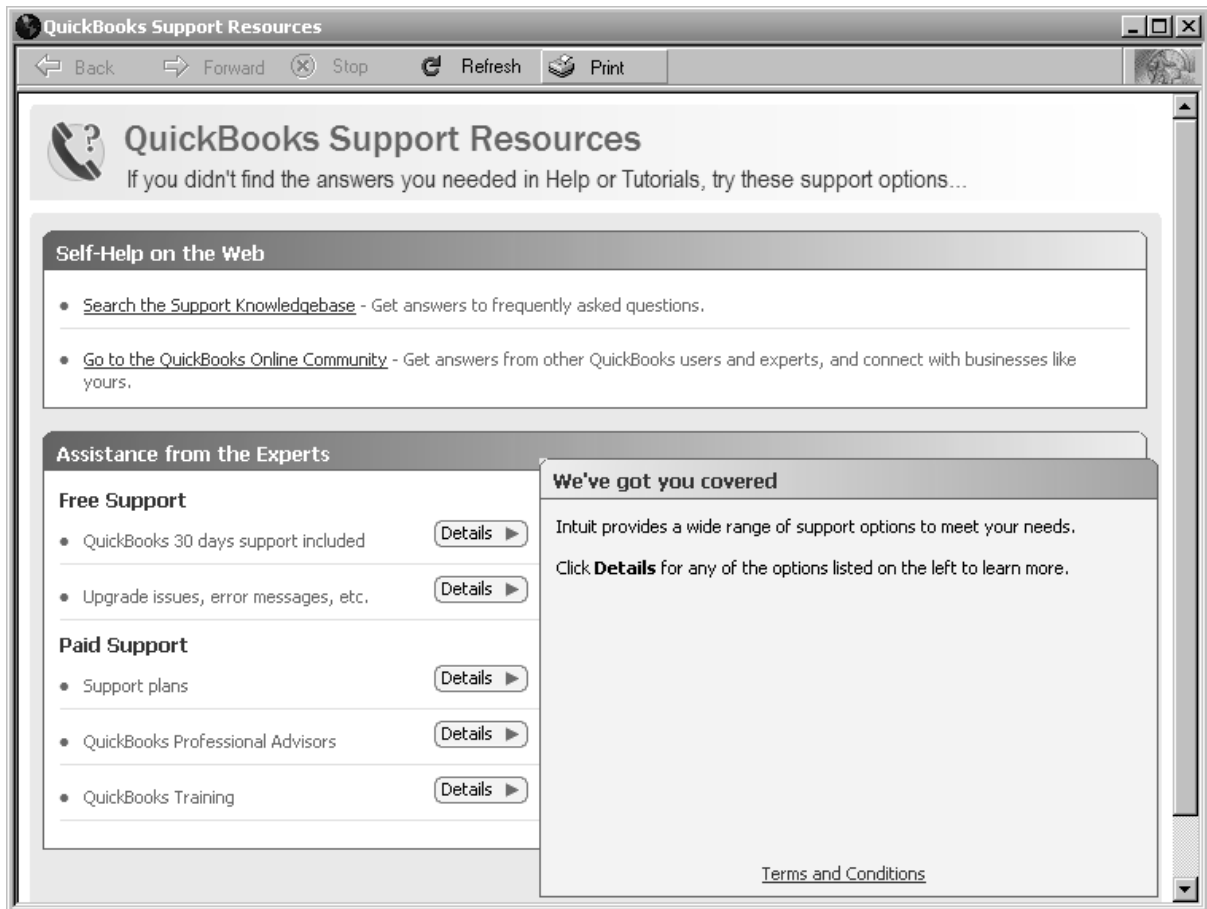 QuickBooks Support Resources
Back Forward Stop Refresh Print
QuickBooks Support Resources
If you didn't find the answers you needed in Help or Tutorials, try these support options...
Self-Help on the Web
Search the Support Knowledgebase - Get answers to frequently asked questions.
Go to the QuickBooks Online Community - Get answers from other QuickBooks users and experts, and connect with businesses like
yours.
Assistance from the Experts
Free Support
QuickBooks 30 days support included Details
Upgrade issues, error messages, etc. Details
Paid Support
Support plans Details
QuickBooks Professional Advisors Details
QuickBooks Training Details
We've got you covered
Intuit provides a wide range of support options to meet your needs.
Click Details for any of the options listed on the left to learn more.
Terms and Conditions